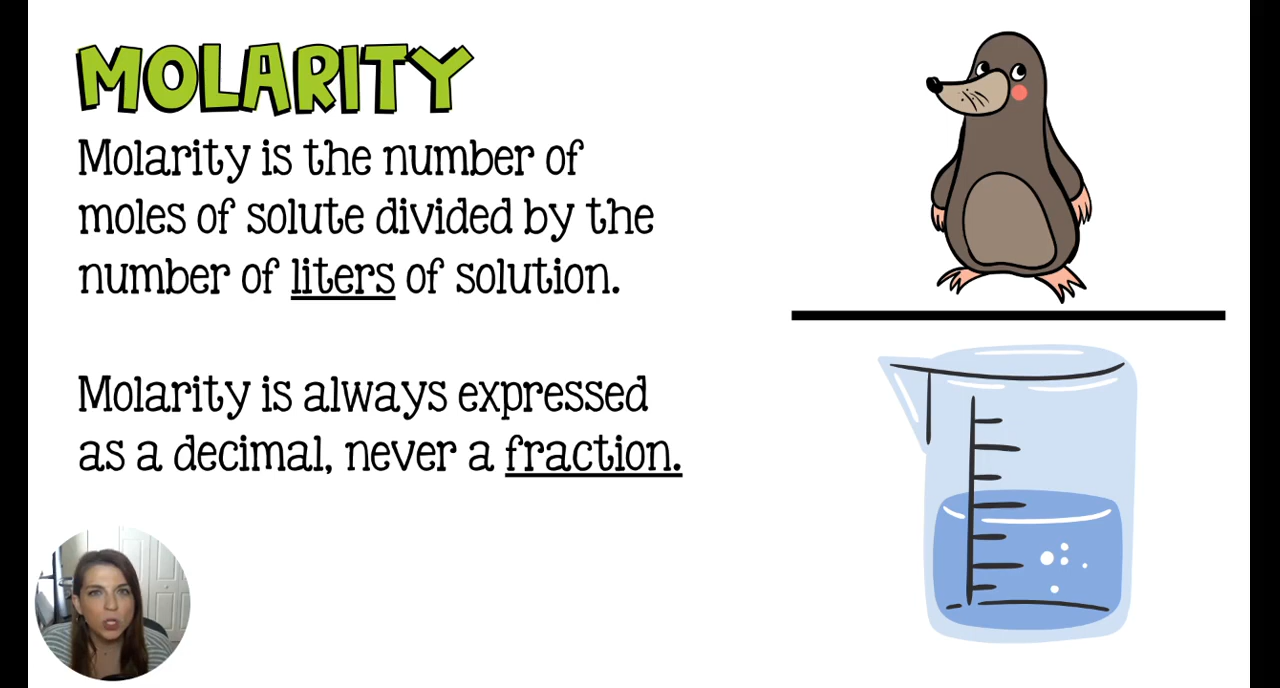 MOLARITY
Molarity is the number of
moles of solute divided by the
number of liters of solution.
Molarity is always expressed
as a decimal, never a fraction.